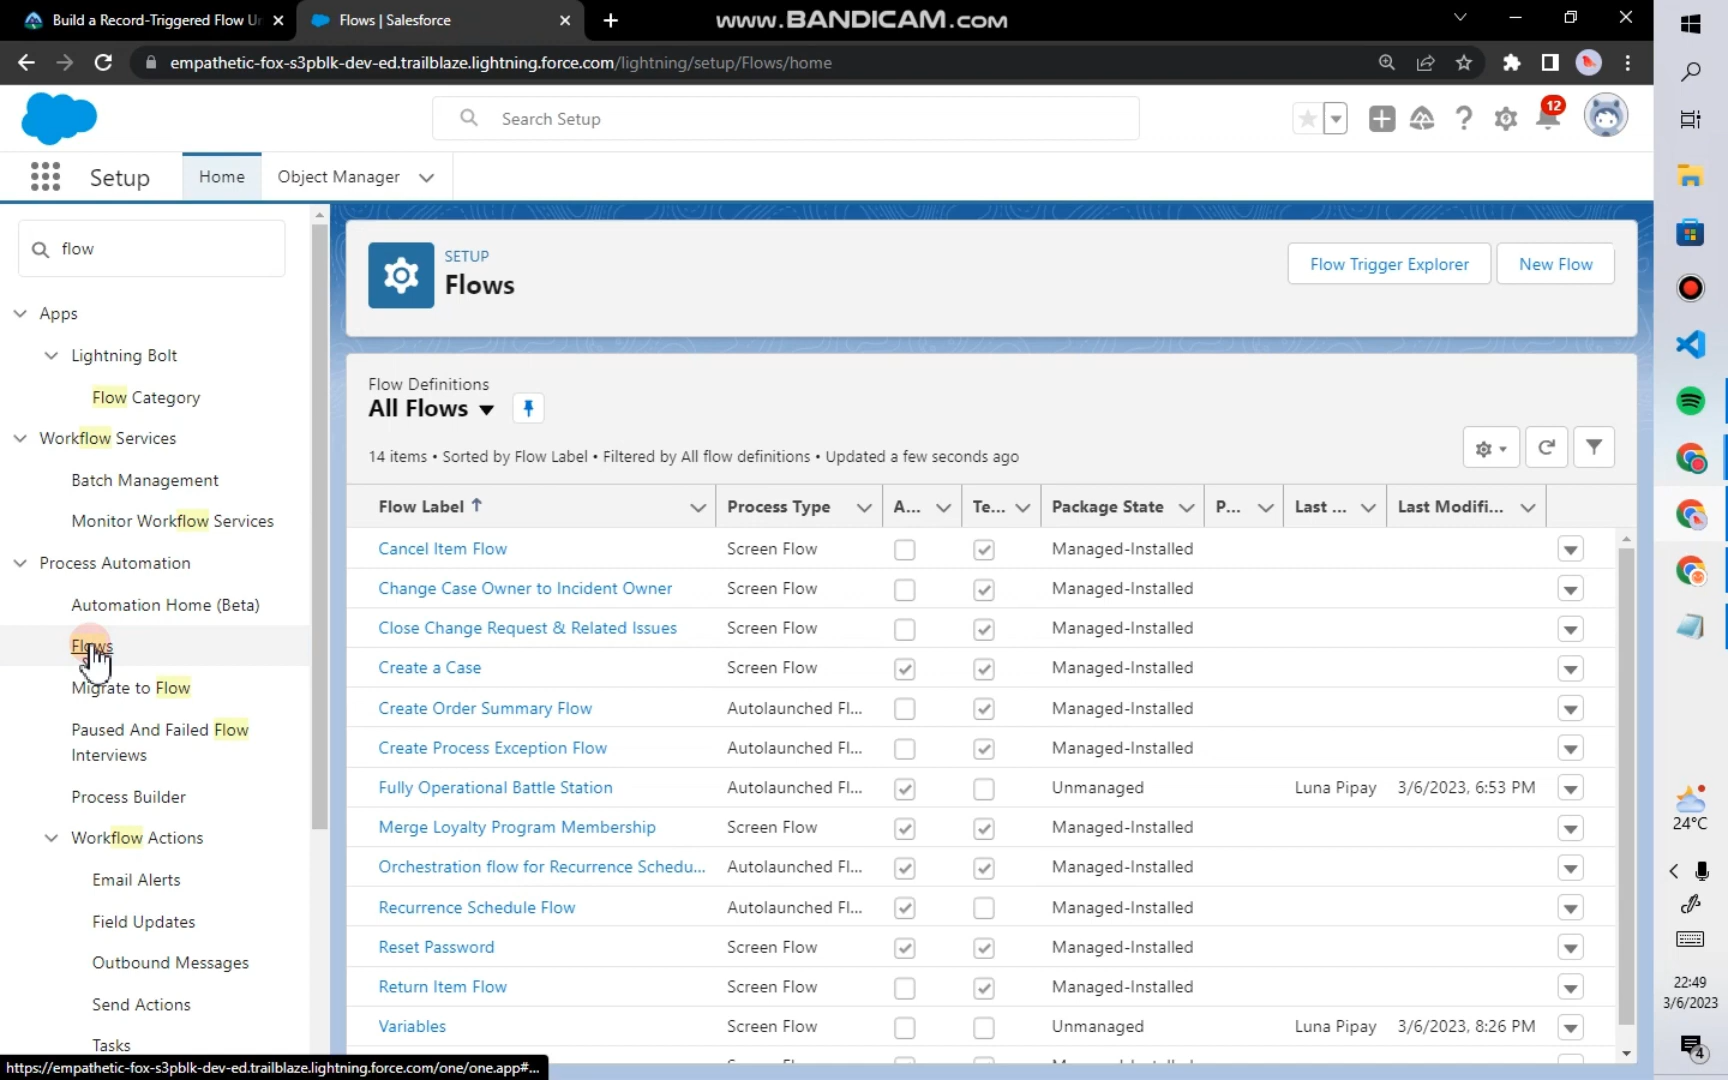 Build a Record-Triggered Flow Ur
Flows | Salesforce
www.BANDICAM.com
empathetic-fox-s3pblk-dev-ed.trailblaze.lightning.force.com/lightning/setup/Flows/home
Search Setup
12
Setup
Home
Object Manager
flow
Apps
Lightning Bolt
Flow Category
Workflow Services
Batch Management
Monitor Workflow Services
Process Automation
Automation Home (Beta)
Flows
Migrate to Flow
Paused And Failed Flow
Interviews
Process Builder
Workflow Actions
Email Alerts
Field Updates
Outbound Messages
Send Actions
Tasks
https://empathetic-fox-s3pblk-dev-ed.trailblaze.lightning.force.com/one/one.app#...
SETUP
Flows
Flow Trigger Explorer
New Flow
Flow Definitions
All Flows
14 items • Sorted by Flow Label • Filtered by All flow definitions • Updated a few seconds ago
Flow Label ↑ Process Type A... Te... Package State P... Last ... Last Modifi...
Cancel Item Flow Screen Flow Managed-Installed
Change Case Owner to Incident Owner Screen Flow Managed-Installed
Close Change Request & Related Issues Screen Flow Managed-Installed
Create a Case Screen Flow Managed-Installed
Create Order Summary Flow Autolaunched Fl... Managed-Installed
Create Process Exception Flow Autolaunched Fl... Managed-Installed
Fully Operational Battle Station Autolaunched Fl... Unmanaged Luna Pipay 3/6/2023, 6:53 PM
Merge Loyalty Program Membership Screen Flow Managed-Installed
Orchestration flow for Recurrence Schedu... Autolaunched Fl... Managed-Installed
Recurrence Schedule Flow Autolaunched Fl... Managed-Installed
Reset Password Screen Flow Managed-Installed
Return Item Flow Screen Flow Managed-Installed
Variables Screen Flow Unmanaged Luna Pipay 3/6/2023, 8:26 PM
24°C
22:49
3/6/2023
4